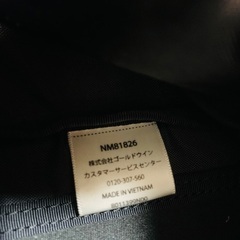 NM81826
株式会社ゴールドウイン
カスタマーサービスセンター
0120-307-560
MADE IN VIETNAM